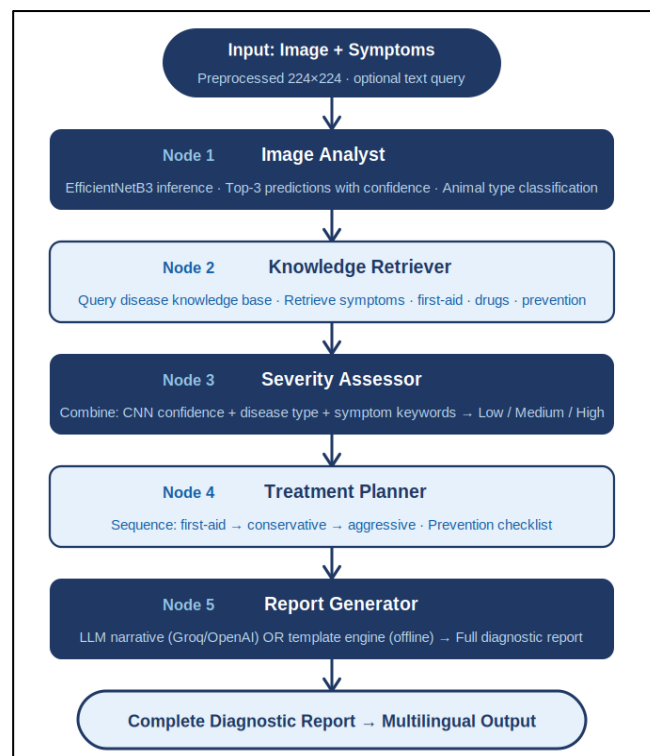 Input: Image + Symptoms
Preprocessed 224×224 · optional text query
Node 1 Image Analyst
EfficientNetB3 inference · Top-3 predictions with confidence · Animal type classification
Node 2 Knowledge Retriever
Query disease knowledge base · Retrieve symptoms · first-aid · drugs · prevention
Node 3 Severity Assessor
Combine: CNN confidence + disease type + symptom keywords → Low / Medium / High
Node 4 Treatment Planner
Sequence: first-aid → conservative → aggressive · Prevention checklist
Node 5 Report Generator
LLM narrative (Groq/OpenAI) OR template engine (offline) → Full diagnostic report
Complete Diagnostic Report → Multilingual Output